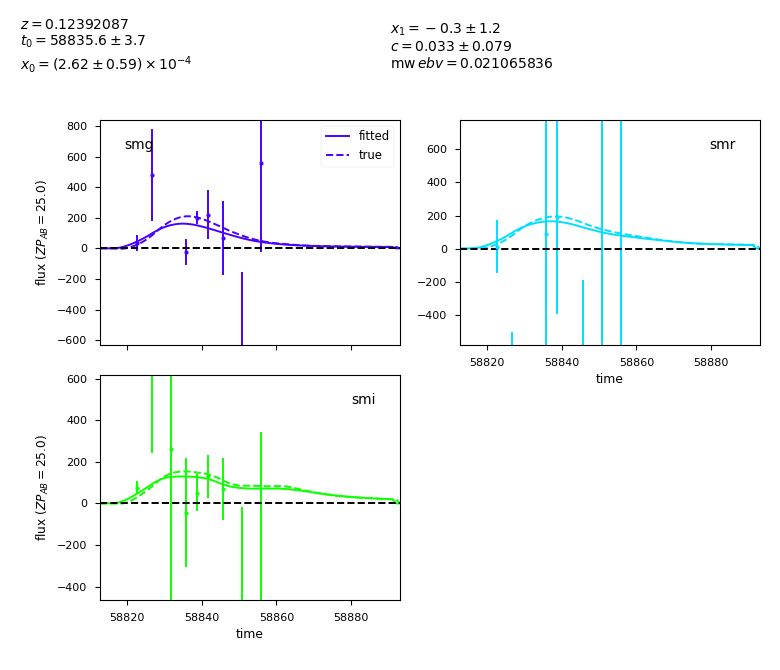 z = 0.12392087
t₀ = 58835.6 ± 3.7
x₀ = (2.62 ± 0.59) × 10⁻⁴
x₁ = −0.3 ± 1.2
c = 0.033 ± 0.079
mw ebv = 0.021065836
smg
fitted
true
flux (ZP_AB = 25.0)
800
600
400
200
0
−200
−400
−600
smr
600
400
200
0
−200
−400
58820 58840 58860 58880
time
smi
flux (ZP_AB = 25.0)
600
400
200
0
−200
−400
58820 58840 58860 58880
time